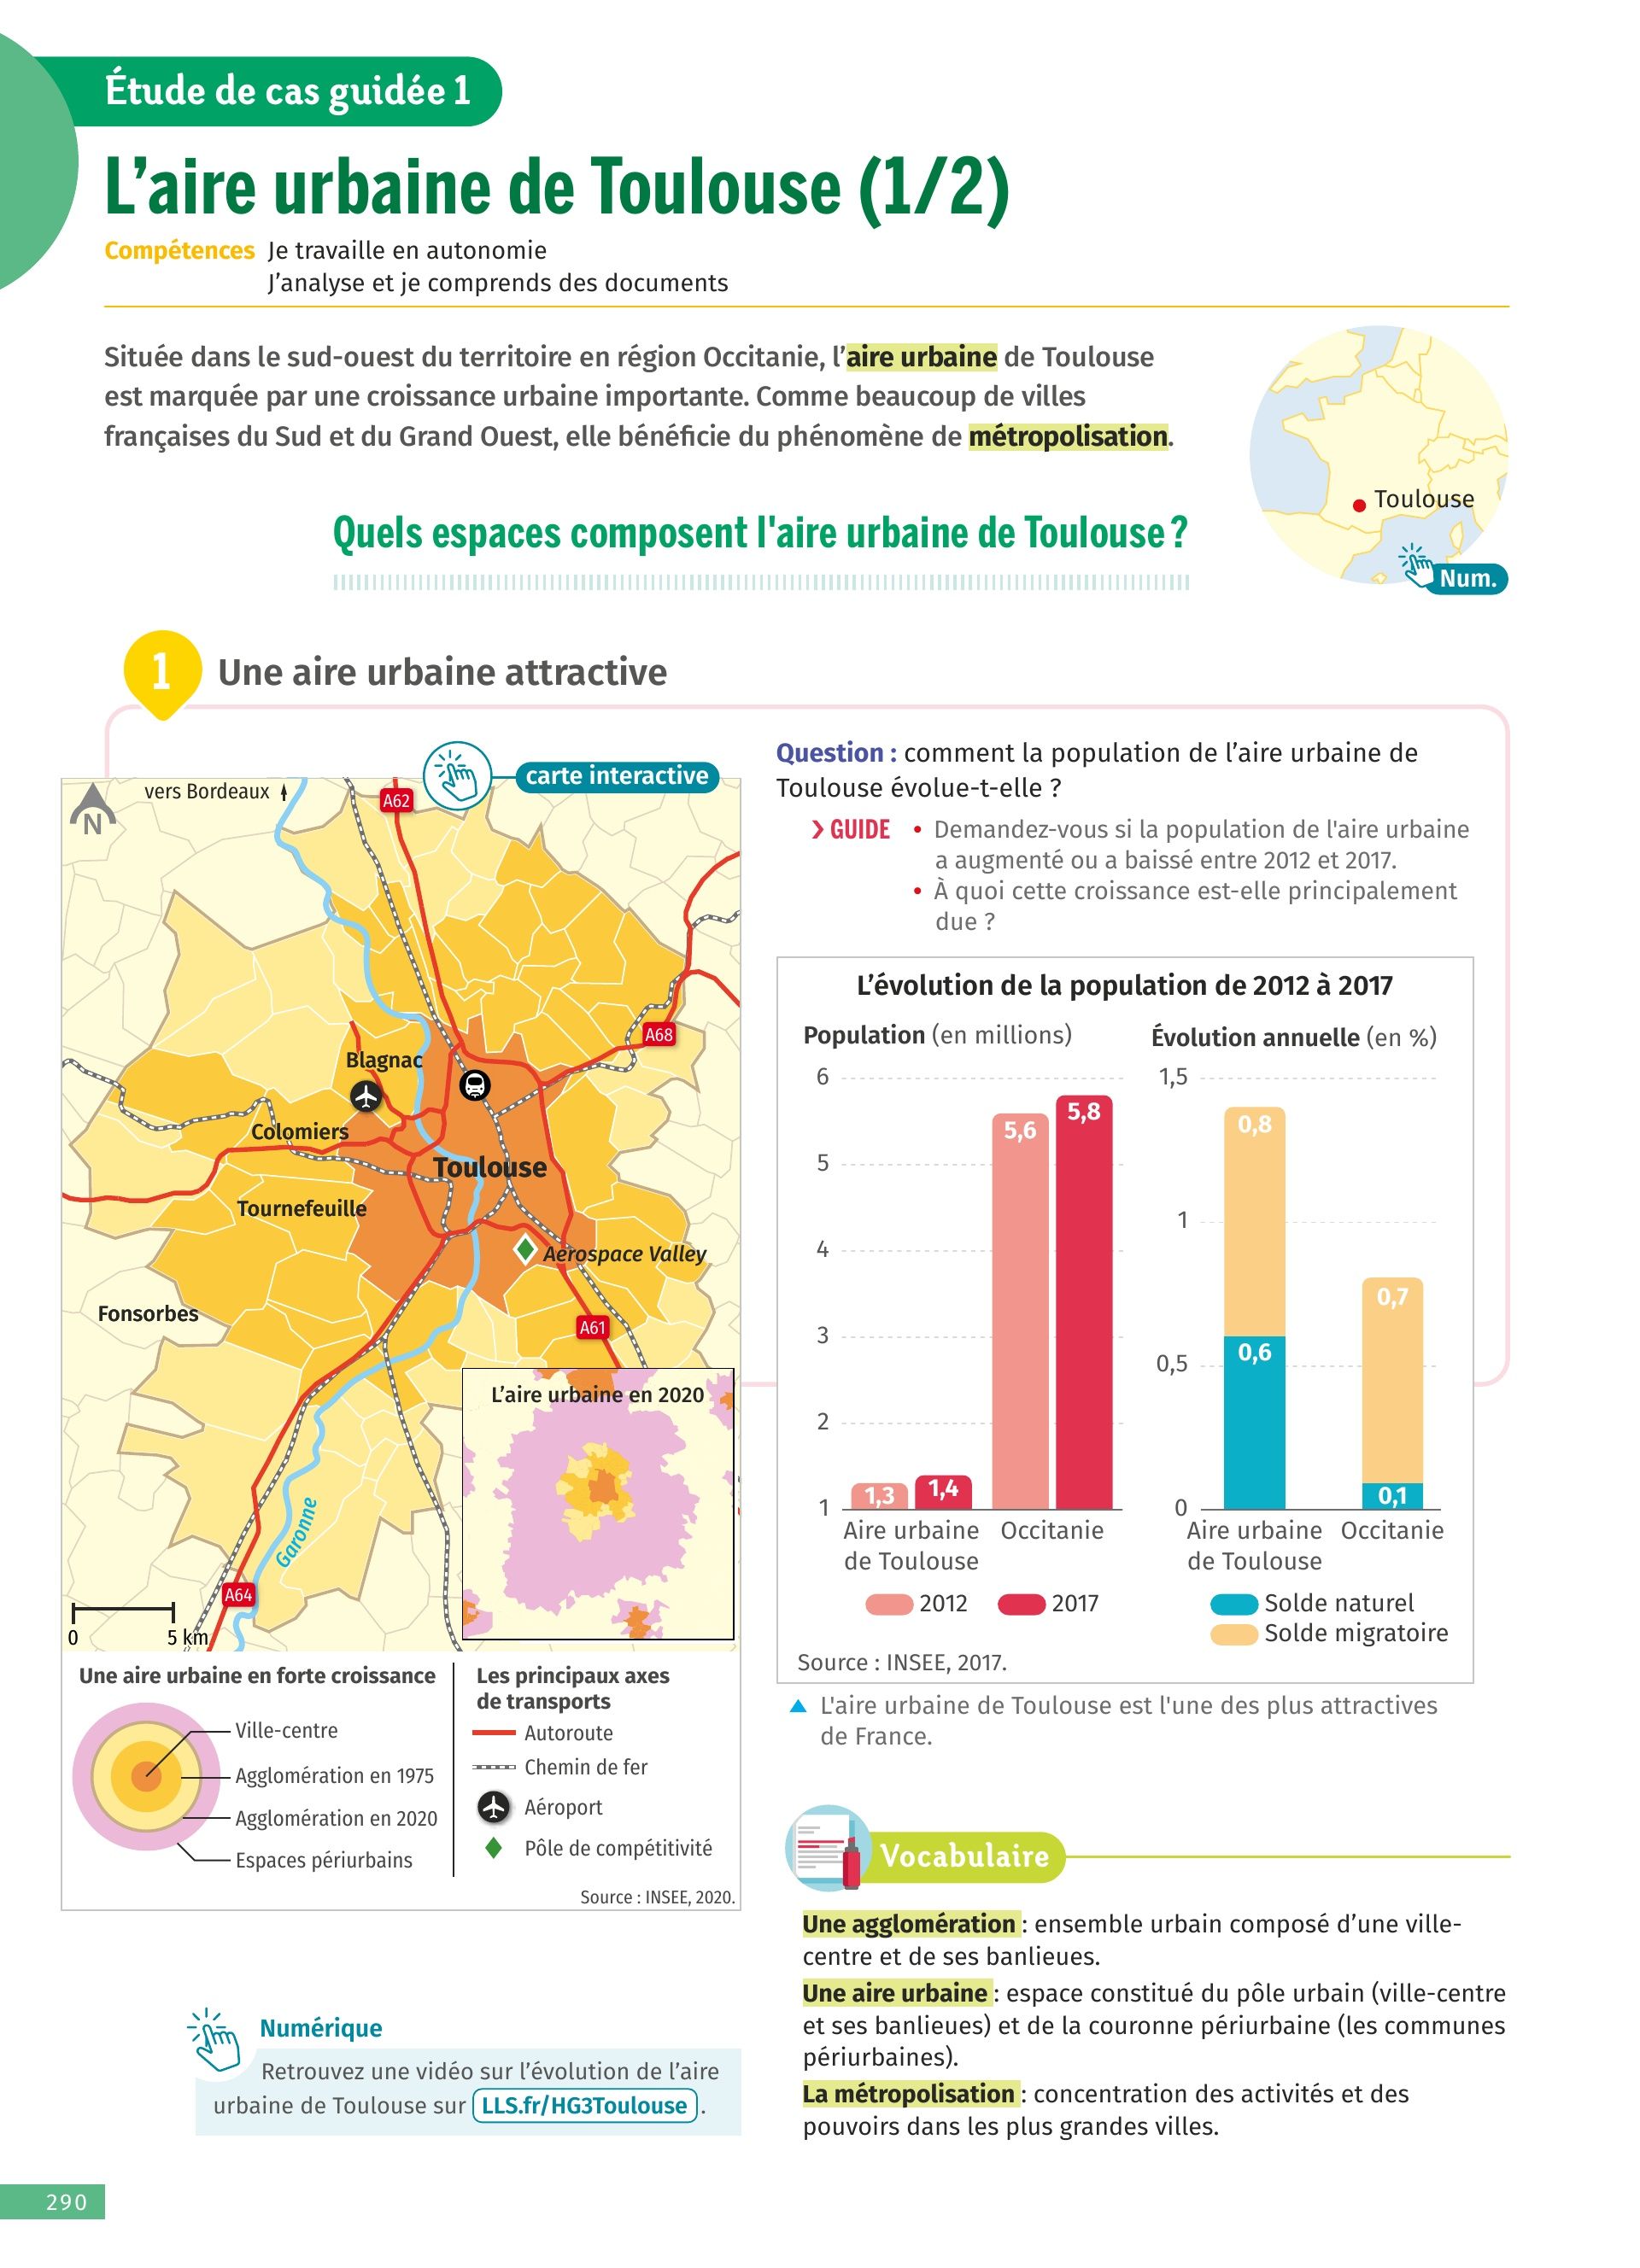 Étude de cas guidée 1
L'aire urbaine de Toulouse (1/2)
Compétences Je travaille en autonomie
J'analyse et je comprends des documents
Située dans le sud-ouest du territoire en région Occitanie, l'aire urbaine de Toulouse
est marquée par une croissance urbaine importante. Comme beaucoup de villes
françaises du Sud et du Grand Ouest, elle bénéficie du phénomène de métropolisation.
Toulouse
Num.
Quels espaces composent l'aire urbaine de Toulouse ?
1 Une aire urbaine attractive
carte interactive
vers Bordeaux
N
A62
A68
Blagnac
Colomiers
Toulouse
Tournefeuille
Aerospace Valley
Fonsorbes
A61
L'aire urbaine en 2020
Garonne
A64
0 5 km
Une aire urbaine en forte croissance
Ville-centre
Agglomération en 1975
Agglomération en 2020
Espaces périurbains
Les principaux axes
de transports
Autoroute
Chemin de fer
Aéroport
Pôle de compétitivité
Source : INSEE, 2020.
Question : comment la population de l'aire urbaine de
Toulouse évolue-t-elle ?
GUIDE • Demandez-vous si la population de l'aire urbaine
a augmenté ou a baissé entre 2012 et 2017.
• À quoi cette croissance est-elle principalement
due ?
L'évolution de la population de 2012 à 2017
Population (en millions)
6
5
4
3
2
1
1,3
1,4
5,6
5,8
Aire urbaine
de Toulouse
Occitanie
2012
2017
Évolution annuelle (en %)
1,5
1
0,5
0
0,8
0,6
0,7
0,1
Aire urbaine
de Toulouse
Occitanie
Solde naturel
Solde migratoire
Source : INSEE, 2017.
L'aire urbaine de Toulouse est l'une des plus attractives
de France.
Vocabulaire
Une agglomération : ensemble urbain composé d'une ville-
centre et de ses banlieues.
Une aire urbaine : espace constitué du pôle urbain (ville-centre
et ses banlieues) et de la couronne périurbaine (les communes
périurbaines).
La métropolisation : concentration des activités et des
pouvoirs dans les plus grandes villes.
Numérique
Retrouvez une vidéo sur l'évolution de l'aire
urbaine de Toulouse sur LLS.fr/HG3Toulouse .
290